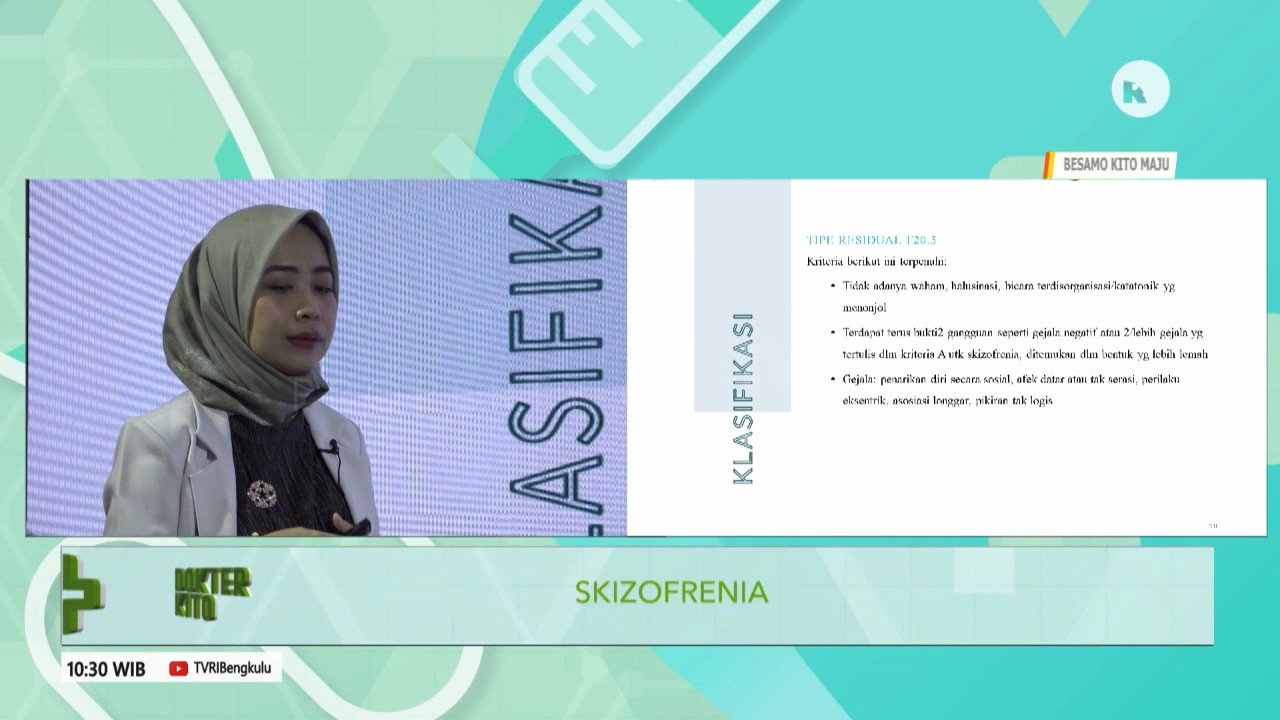 BESAMO KITO MAJU
KLASIFIKA
KLASIFIKASI
TIPE RESIDUAL F20.5
Kriteria berikut ini terpenuhi:
• Tidak adanya waham, halusinasi, bicara terdisorganisasi/katatonik yg
menonjol
• Terdapat terus bukti2 gangguan seperti gejala negatif atau 2/lebih gejala yg
tertulis dlm kriteria A utk skizofrenia, ditemukan dlm bentuk yg lebih lemah
• Gejala: penarikan diri secara sosial, afek datar atau tak serasi, perilaku
eksentrik, asosiasi longgar, pikiran tak logis
DOKTER
KITO
SKIZOFRENIA
10:30 WIB
TVRIBengkulu